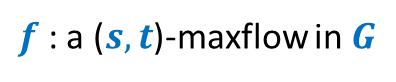 f : a (s, t)-maxflow in G